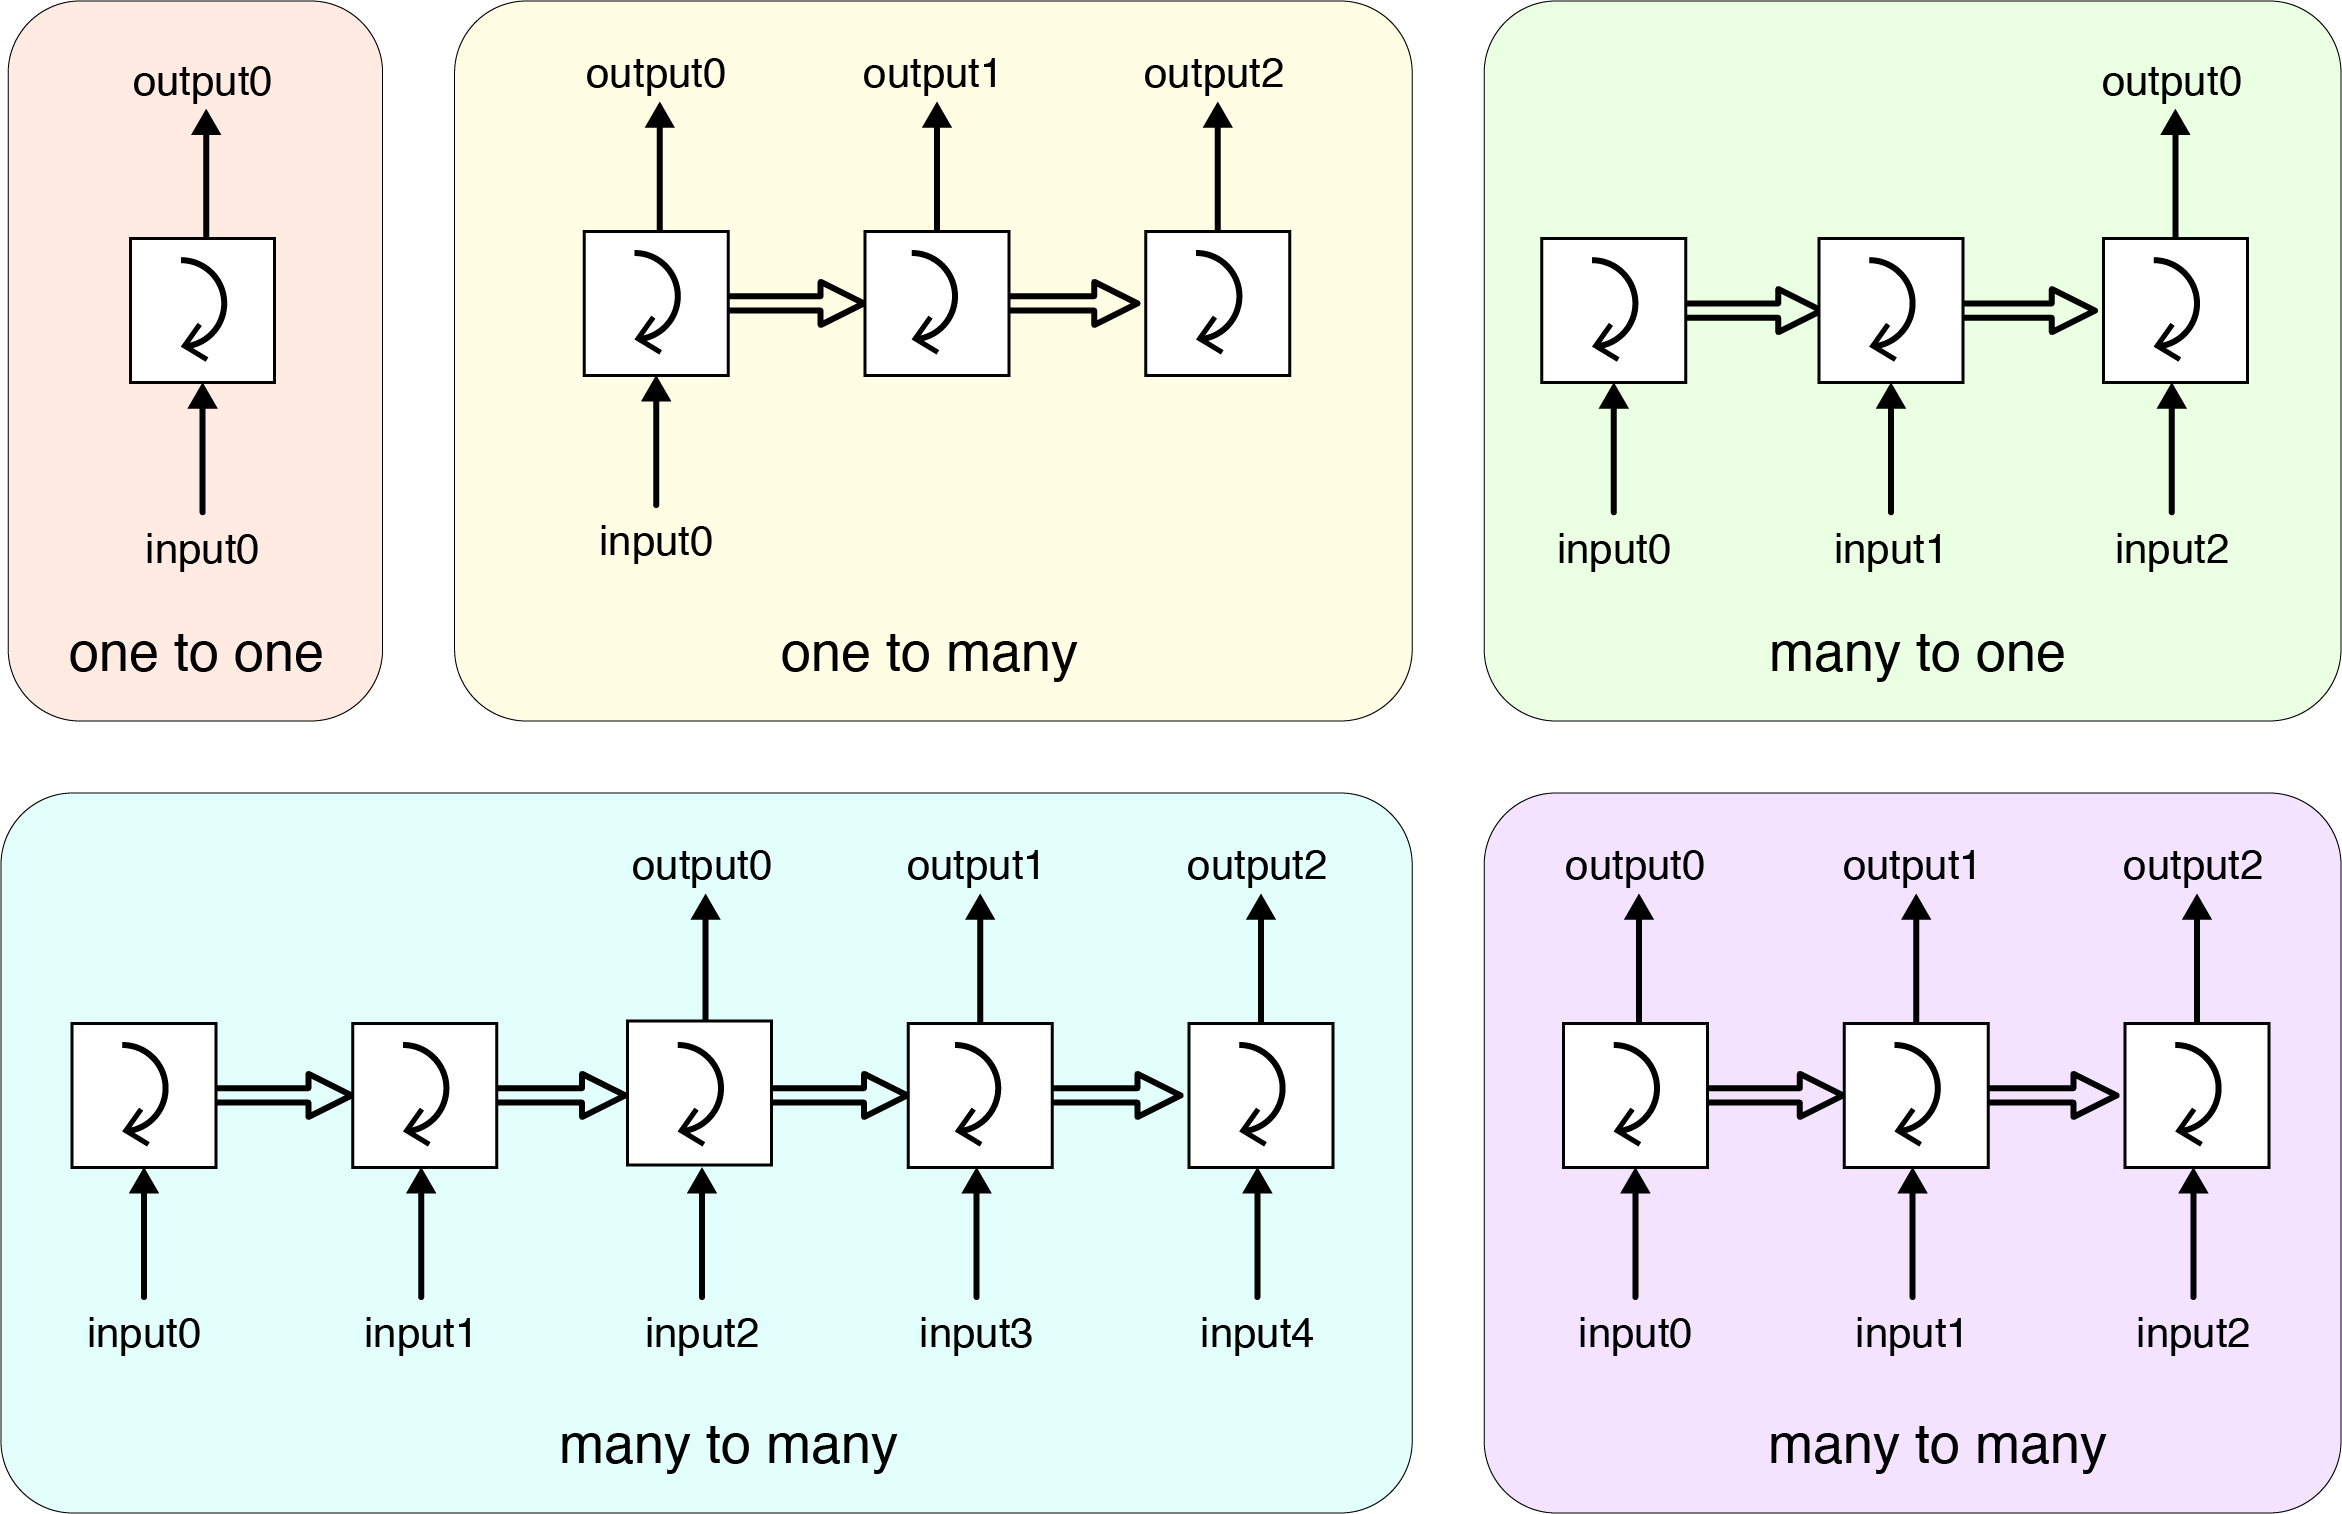 output0
input0
one to one
output0 output1 output2
input0
one to many
output0
input0 input1 input2
many to one
output0 output1 output2
input0 input1 input2 input3 input4
many to many
output0 output1 output2
input0 input1 input2
many to many